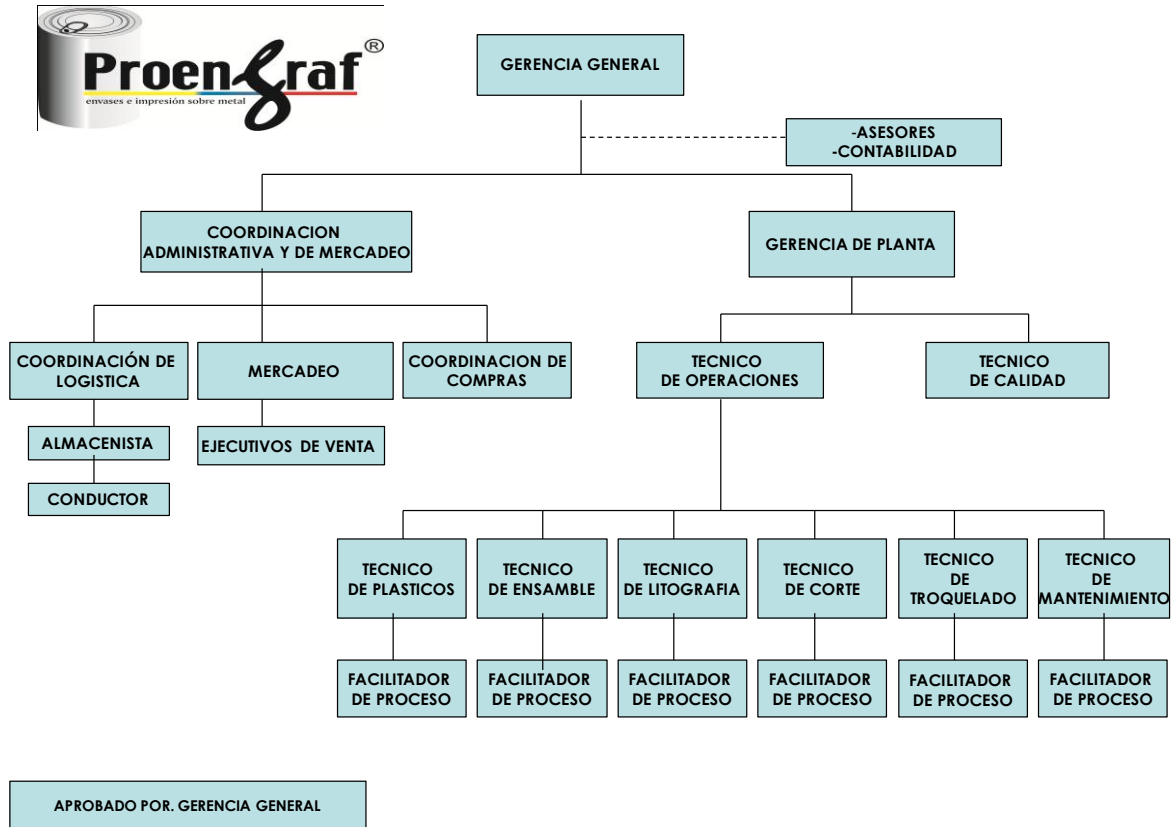 Proengraf®
envases e impresión sobre metal
GERENCIA GENERAL
-ASESORES
-CONTABILIDAD
COORDINACION
ADMINISTRATIVA Y DE MERCADEO
GERENCIA DE PLANTA
COORDINACIÓN DE
LOGISTICA
MERCADEO
COORDINACION DE
COMPRAS
TECNICO
DE OPERACIONES
TECNICO
DE CALIDAD
ALMACENISTA
EJECUTIVOS DE VENTA
CONDUCTOR
TECNICO
DE PLASTICOS
TECNICO
DE ENSAMBLE
TECNICO
DE LITOGRAFIA
TECNICO
DE CORTE
TECNICO
DE
TROQUELADO
TECNICO
DE
MANTENIMIENTO
FACILITADOR
DE PROCESO
FACILITADOR
DE PROCESO
FACILITADOR
DE PROCESO
FACILITADOR
DE PROCESO
FACILITADOR
DE PROCESO
FACILITADOR
DE PROCESO
APROBADO POR. GERENCIA GENERAL